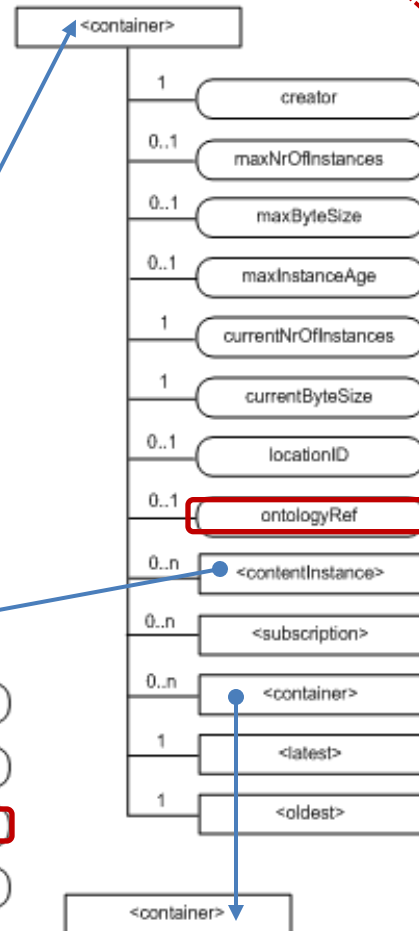 <container>
1
creator
0..1
maxNrOfInstances
0..1
maxByteSize
0..1
maxInstanceAge
1
currentNrOfInstances
1
currentByteSize
0..1
locationID
0..1
ontologyRef
0..n
<contentInstance>
0..n
<subscription>
0..n
<container>
1
<latest>
1
<oldest>
<container>